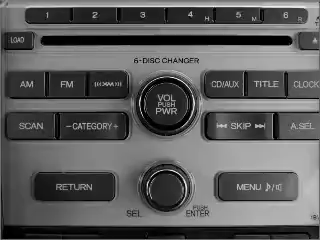 1 2 3 4 5 6
H M R
LOAD
6-DISC CHANGER
AM FM CD/AUX TITLE CLOCK
VOL
PUSH
PWR
SCAN −CATEGORY+ SKIP A.SEL
RETURN MENU
SEL PUSH
ENTER